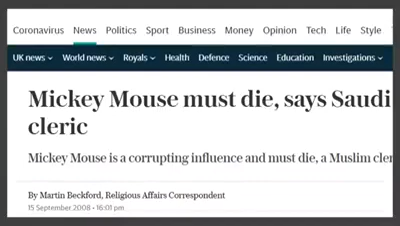 Coronavirus News Politics Sport Business Money Opinion Tech Life Style
UK news World news Royals Health Defence Science Education Investigations
Mickey Mouse must die, says Saudi
cleric
Mickey Mouse is a corrupting influence and must die, a Muslim cler
By Martin Beckford, Religious Affairs Correspondent
15 September 2008 • 16:01 pm